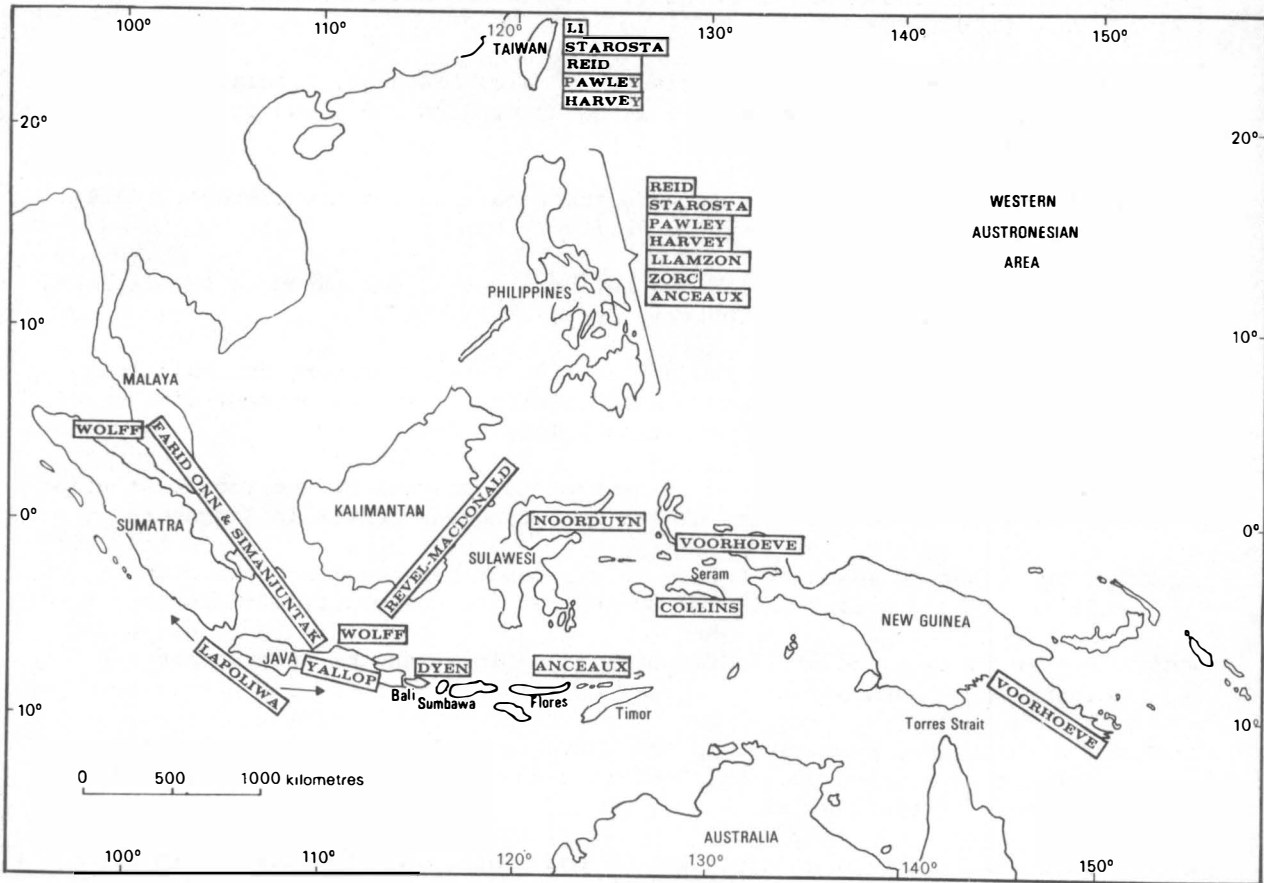 100° 110° 120° 130° 140° 150°
TAIWAN
LI
STAROSTA
REID
PAWLEY
HARVEY
20° 20°
REID
STAROSTA
PAWLEY
HARVEY
LLAMZON
ZORC
ANCEAUX
WESTERN
AUSTRONESIAN
AREA
PHILIPPINES
10° 10°
MALAYA
WOLFF
FARID ONN & SIMANJUNTAK
SUMATRA
KALIMANTAN
REVEL-MACDONALD
NOORDUYN
SULAWESI
VOORHOEVE
0° 0°
Seram
COLLINS
NEW GUINEA
WOLFF
JAVA
YALLOP
LAPOLIWA
DYEN
ANCEAUX
Bali
Sumbawa
Flores
Timor
VOORHOEVE
Torres Strait
10° 10°
0 500 1000 kilometres
AUSTRALIA
100° 110° 120° 130° 140° 150°